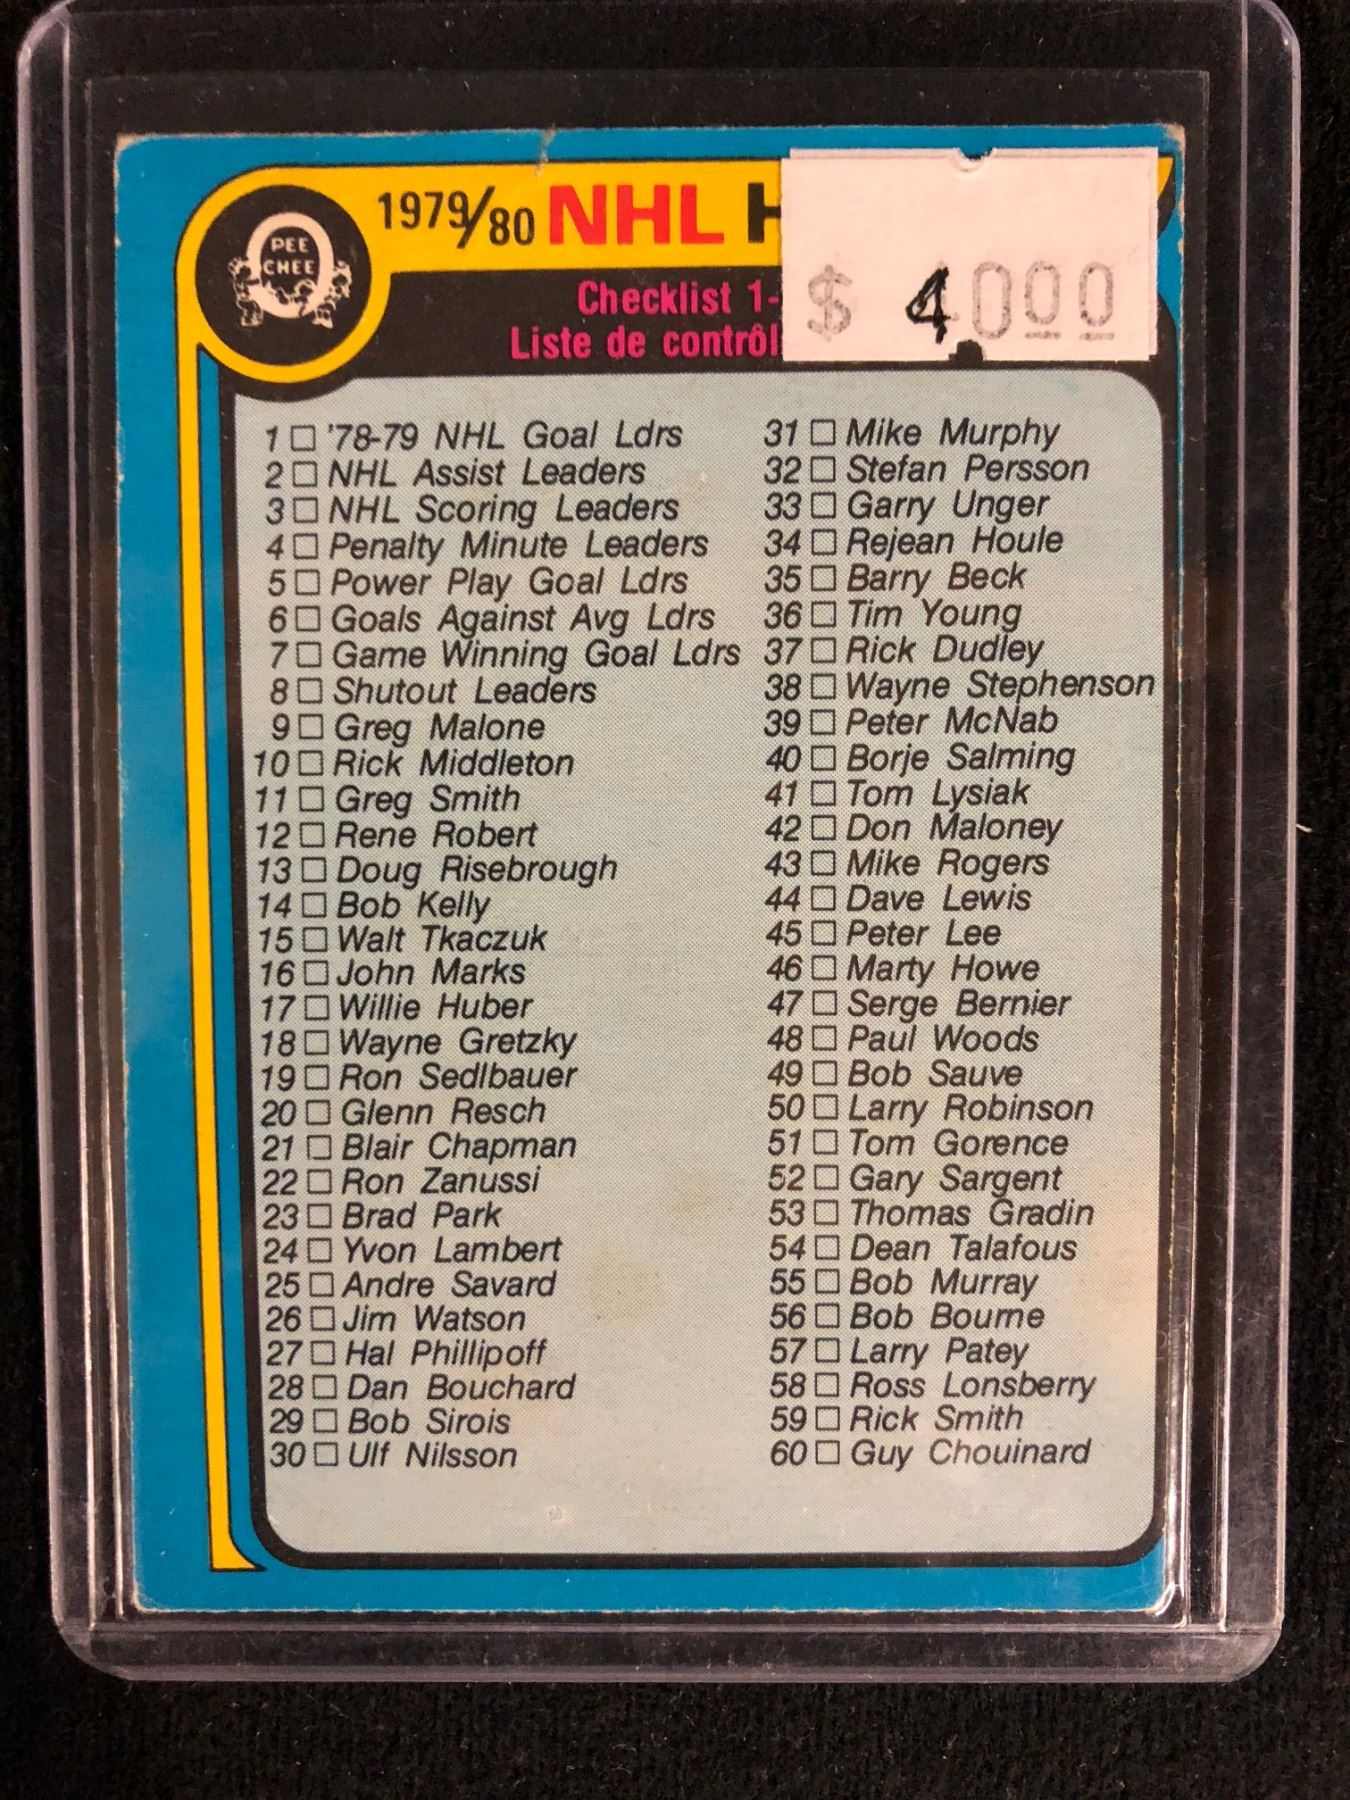 PEE
CHEE
1979/80 NHL H
Checklist 1-
Liste de contrôl
$ 40.00
1 '78-79 NHL Goal Ldrs
2 NHL Assist Leaders
3 NHL Scoring Leaders
4 Penalty Minute Leaders
5 Power Play Goal Ldrs
6 Goals Against Avg Ldrs
7 Game Winning Goal Ldrs
8 Shutout Leaders
9 Greg Malone
10 Rick Middleton
11 Greg Smith
12 Rene Robert
13 Doug Risebrough
14 Bob Kelly
15 Walt Tkaczuk
16 John Marks
17 Willie Huber
18 Wayne Gretzky
19 Ron Sedlbauer
20 Glenn Resch
21 Blair Chapman
22 Ron Zanussi
23 Brad Park
24 Yvon Lambert
25 Andre Savard
26 Jim Watson
27 Hal Phillipoff
28 Dan Bouchard
29 Bob Sirois
30 Ulf Nilsson
31 Mike Murphy
32 Stefan Persson
33 Garry Unger
34 Rejean Houle
35 Barry Beck
36 Tim Young
37 Rick Dudley
38 Wayne Stephenson
39 Peter McNab
40 Borje Salming
41 Tom Lysiak
42 Don Maloney
43 Mike Rogers
44 Dave Lewis
45 Peter Lee
46 Marty Howe
47 Serge Bernier
48 Paul Woods
49 Bob Sauve
50 Larry Robinson
51 Tom Gorence
52 Gary Sargent
53 Thomas Gradin
54 Dean Talafous
55 Bob Murray
56 Bob Bourne
57 Larry Patey
58 Ross Lonsberry
59 Rick Smith
60 Guy Chouinard